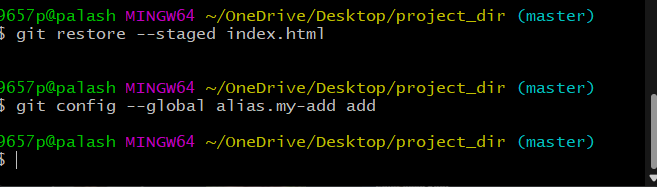 9657p@palash MINGW64 ~/OneDrive/Desktop/project_dir (master)
$ git restore --staged index.html
9657p@palash MINGW64 ~/OneDrive/Desktop/project_dir (master)
$ git config --global alias.my-add add
9657p@palash MINGW64 ~/OneDrive/Desktop/project_dir (master)
$